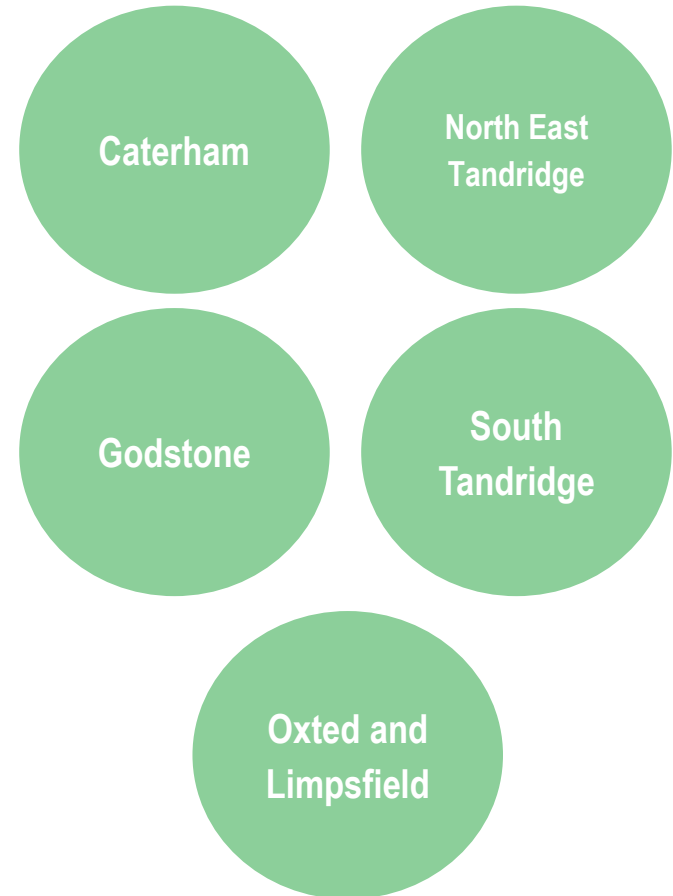 Caterham
North East
Tandridge
Godstone
South
Tandridge
Oxted and
Limpsfield